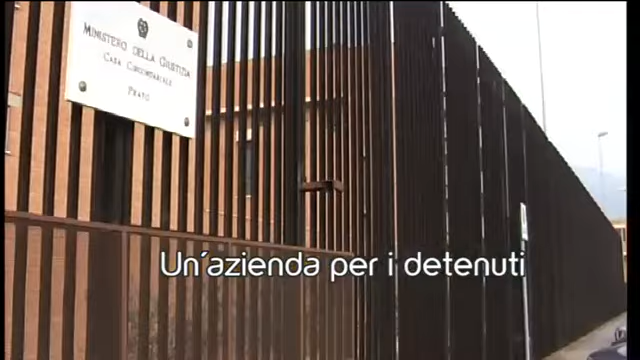 MINISTERO DELLA GIUSTIZIA
CASA CIRCONDARIALE
PRATO
Un'azienda per i detenuti